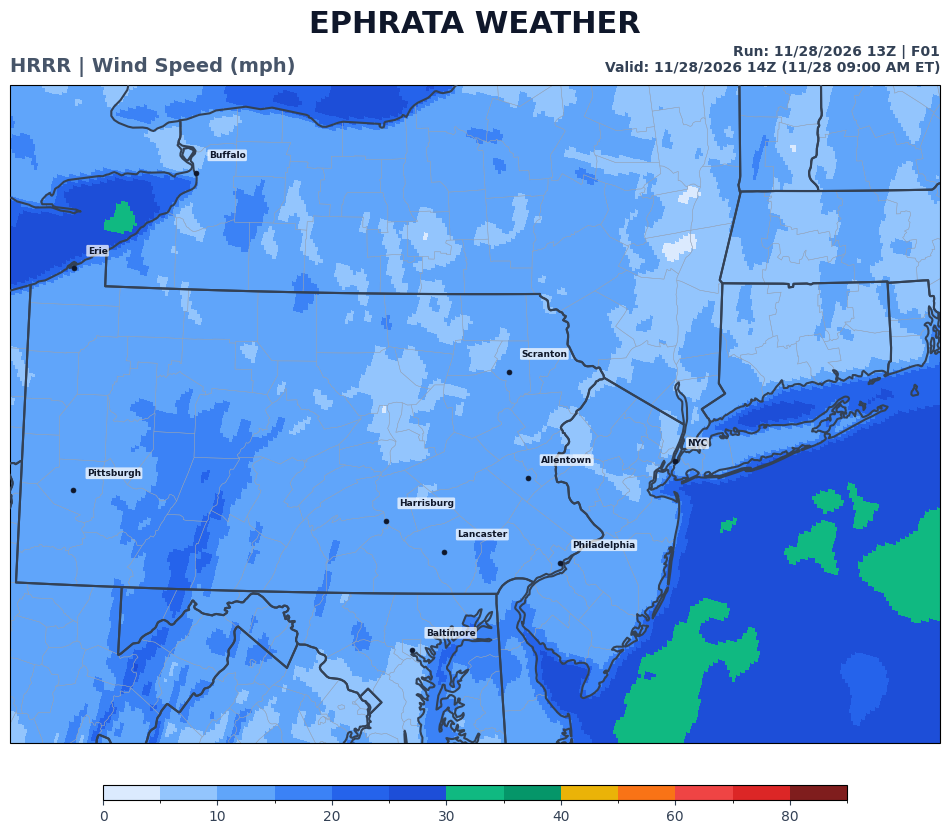 EPHRATA WEATHER
HRRR | Wind Speed (mph)
Run: 11/28/2026 13Z | F01
Valid: 11/28/2026 14Z (11/28 09:00 AM ET)
Buffalo
Erie
Scranton
NYC
Allentown
Pittsburgh
Harrisburg
Lancaster
Philadelphia
Baltimore
0 10 20 30 40 50 60 70 80